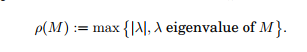 ρ(M) := max {|λ|, λ eigenvalue of M}.